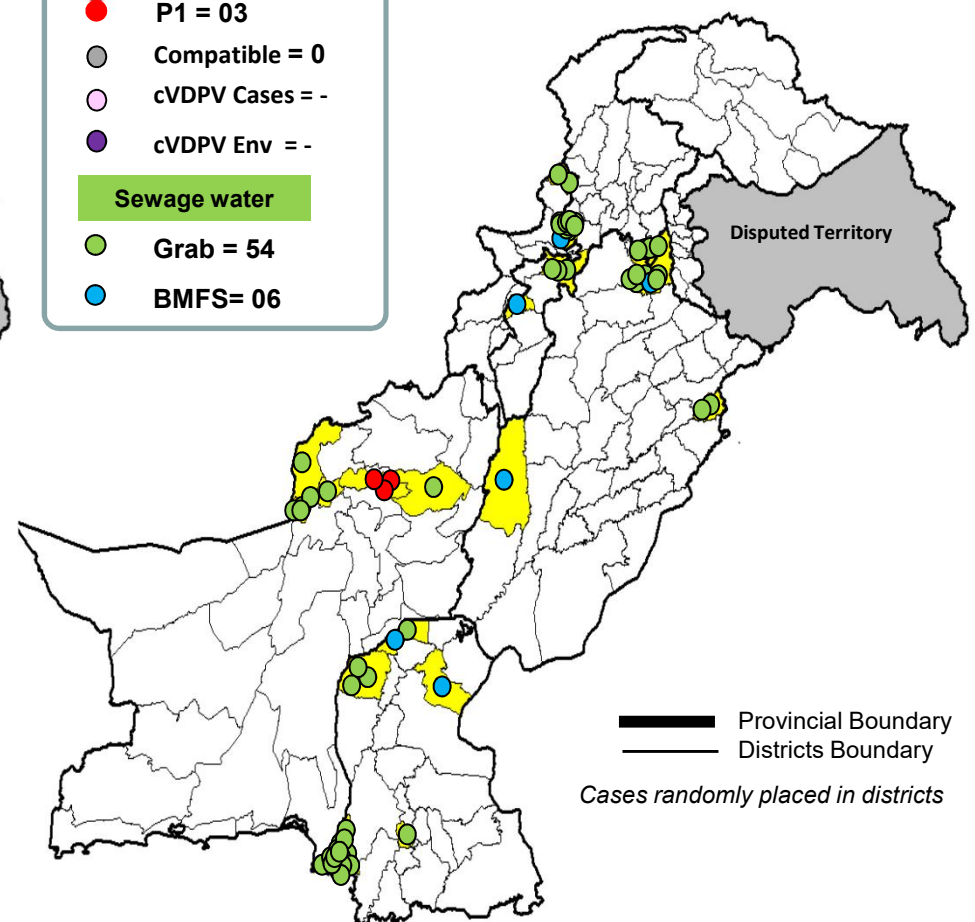 P1 = 03
Compatible = 0
cVDPV Cases = -
cVDPV Env = -
Sewage water
Grab = 54
BMFS= 06
Disputed Territory
Provincial Boundary
Districts Boundary
Cases randomly placed in districts